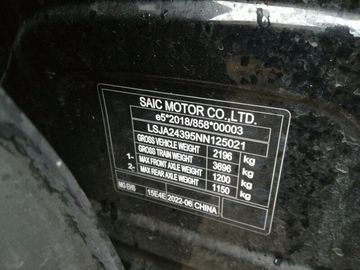 SAIC MOTOR CO.,LTD.
e5*2018/858*00003
LSJA24395NN125021
GROSS VEHICLE WEIGHT 2196 kg
GROSS TRAIN WEIGHT 3696 kg
1- MAX FRONT AXLE WEIGHT 1200 kg
2- MAX REAR AXLE WEIGHT 1150 kg
15E4E 2022-06 CHINA